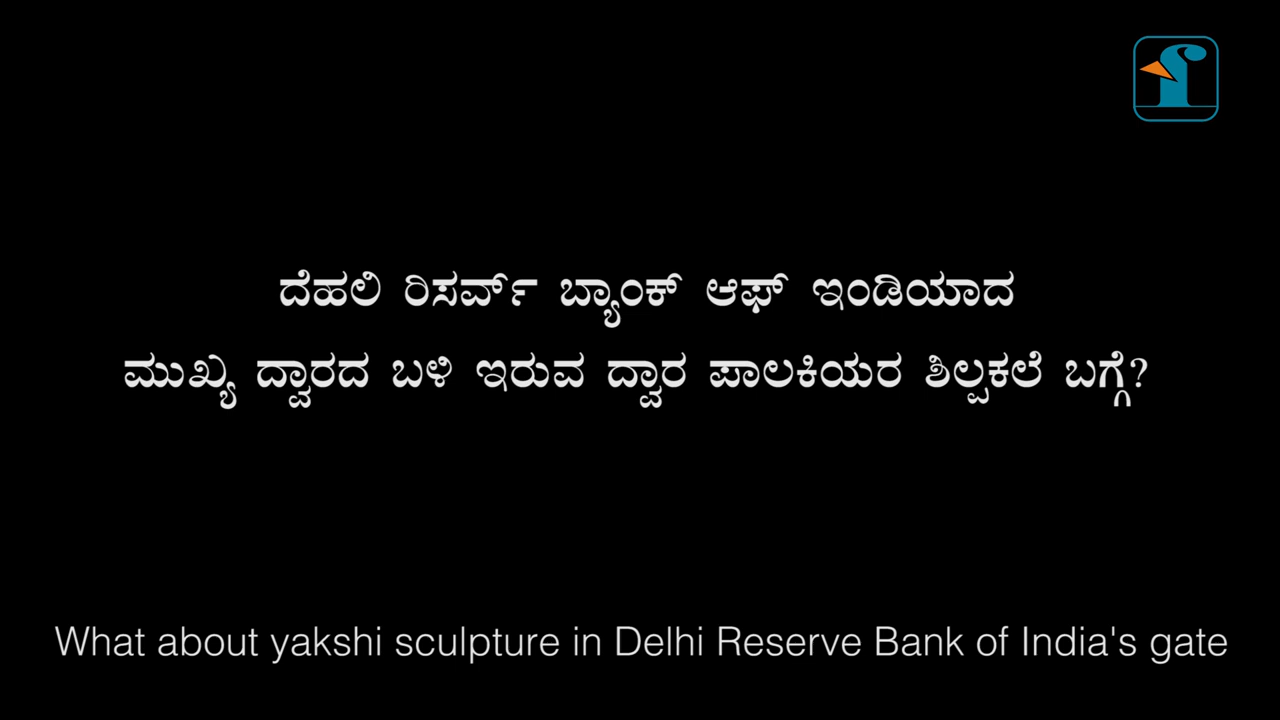 ದೆಹಲಿ ರಿಸರ್ವ್ ಬ್ಯಾಂಕ್ ಆಫ್ ಇಂಡಿಯಾದ
ಮುಖ್ಯ ದ್ವಾರದ ಬಳಿ ಇರುವ ದ್ವಾರ ಪಾಲಕಿಯರ ಶಿಲ್ಪಕಲೆ ಬಗ್ಗೆ?
What about yakshi sculpture in Delhi Reserve Bank of India's gate